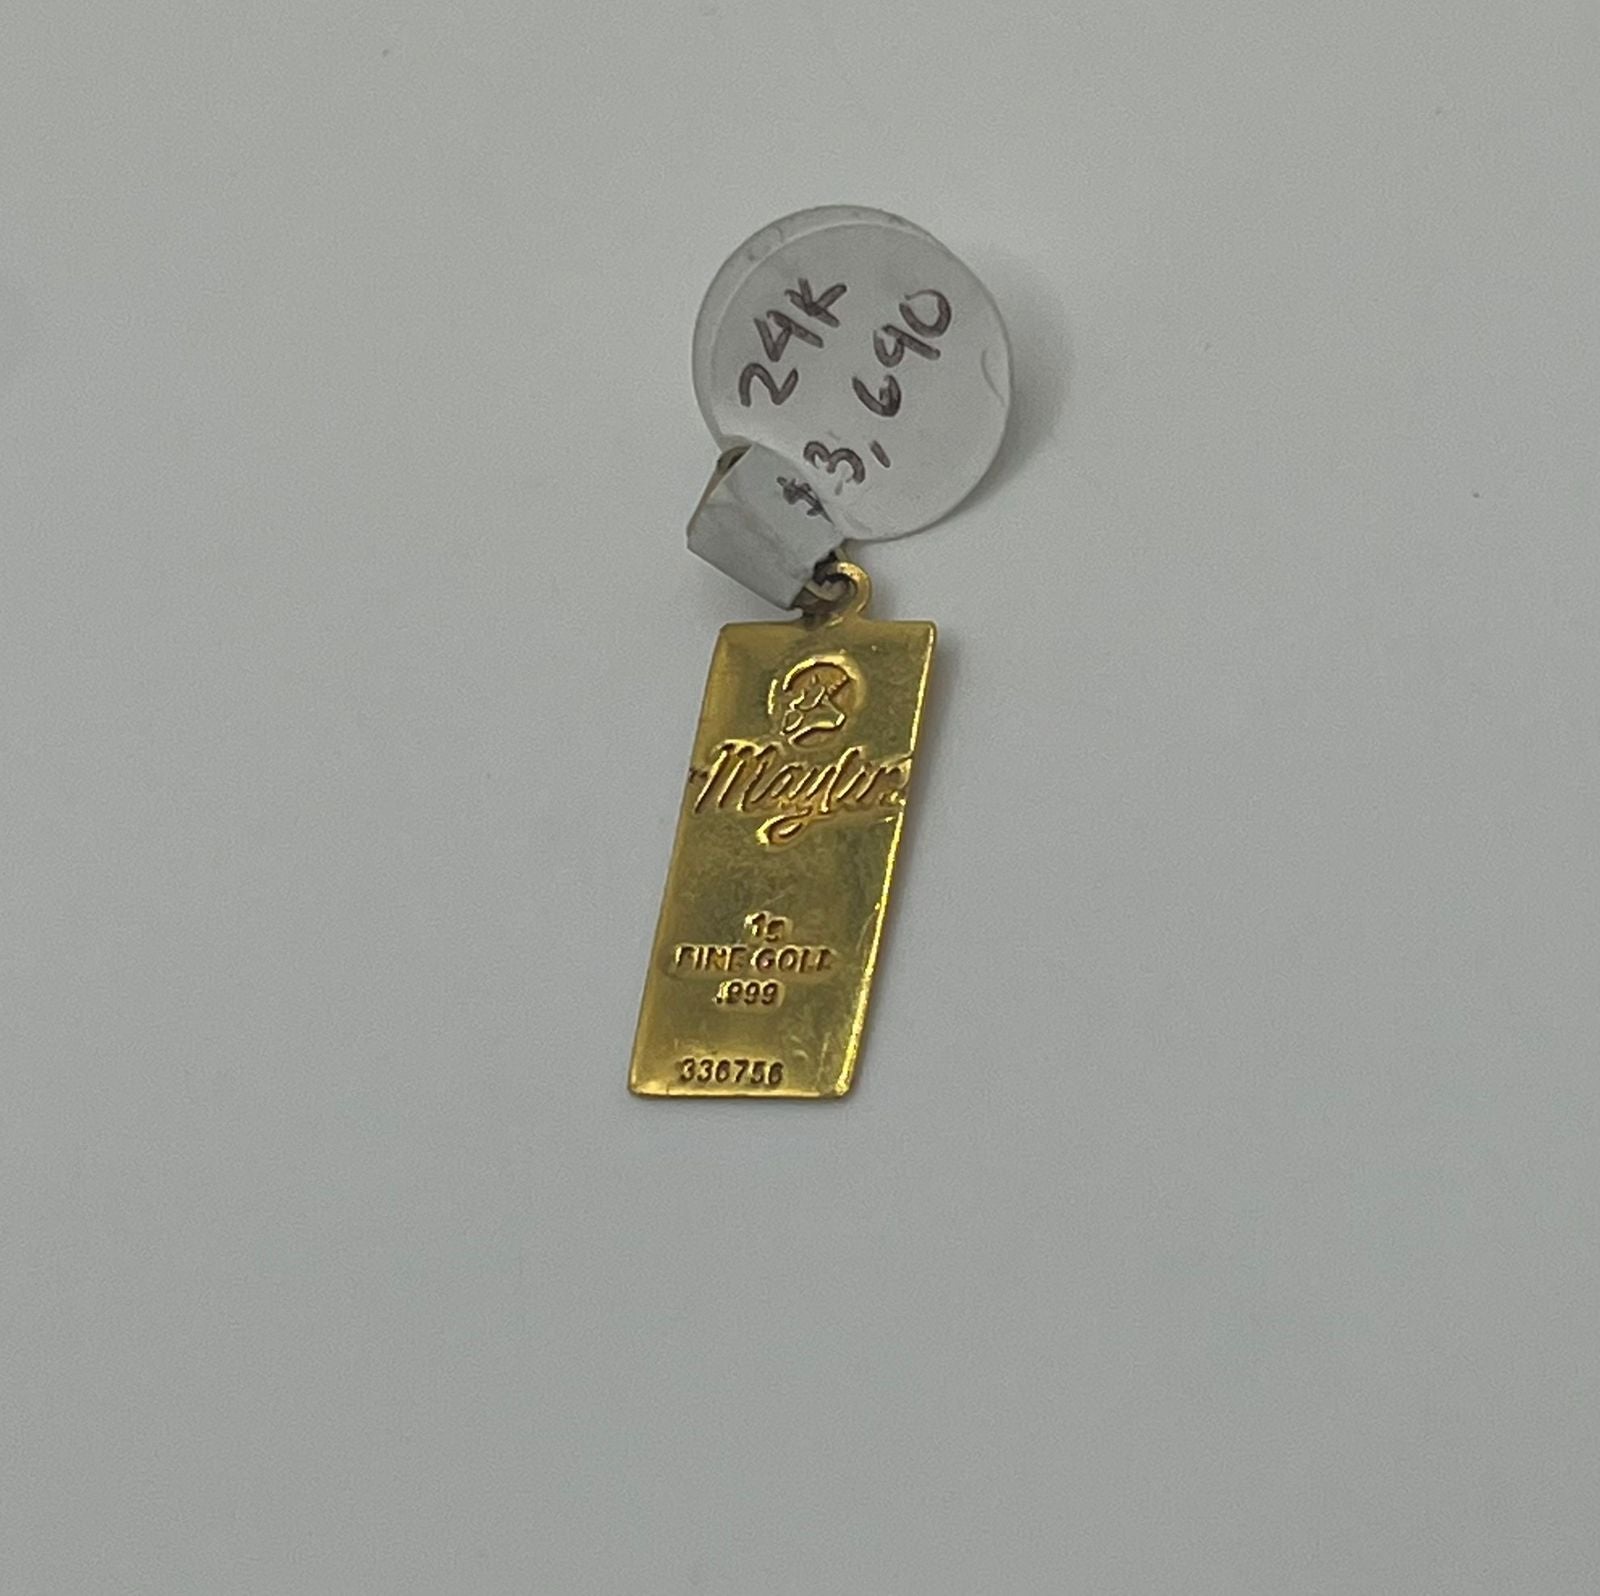 24K
$3,690
Maylin
1g
FINE GOLD
.999
336756